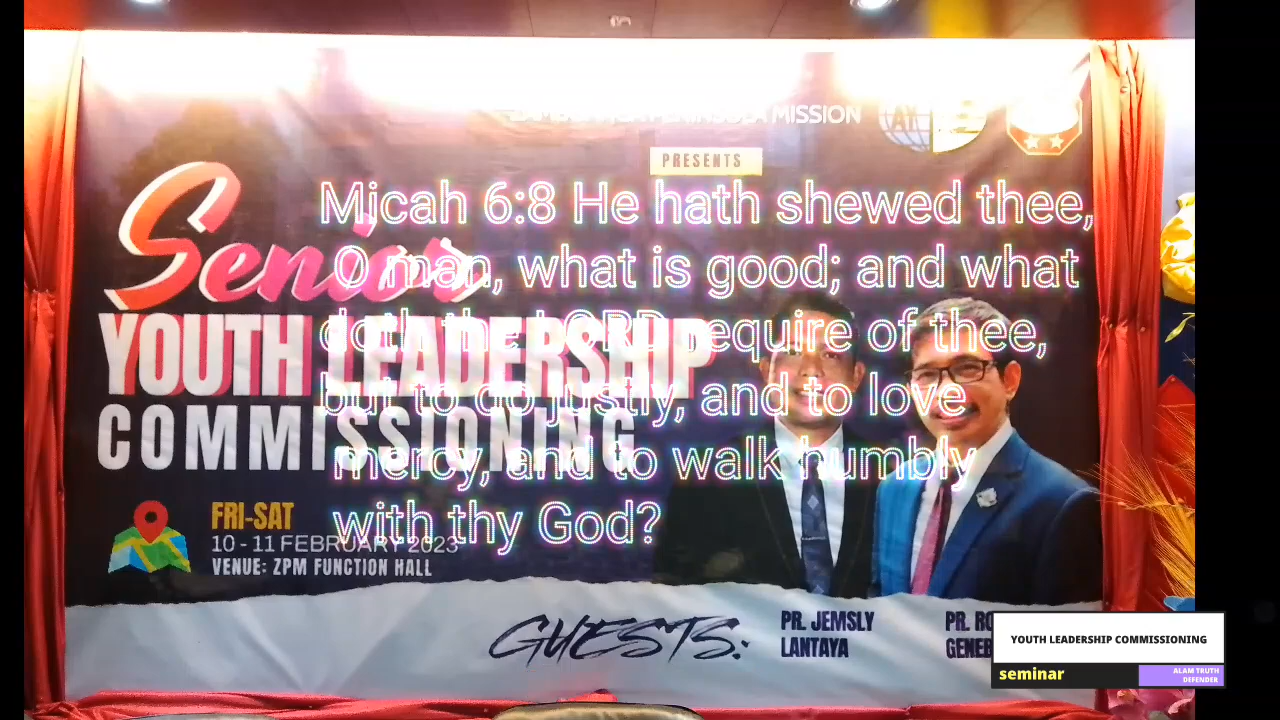 PENINSULA MISSION
PRESENTS
Micah 6:8 He hath shewed thee,
O man, what is good; and what
doth the LORD require of thee,
but to do justly, and to love
mercy, and to walk humbly
with thy God?
Senior
YOUTH LEADERSHIP
COMMISSIONING
FRI-SAT
10 - 11 FEBRUARY 2023
VENUE: ZPM FUNCTION HALL
GUESTS:
PR. JEMSLY
LANTAYA
PR.
YOUTH LEADERSHIP COMMISSIONING
seminar
ALAM TRUTH
DEFENDER